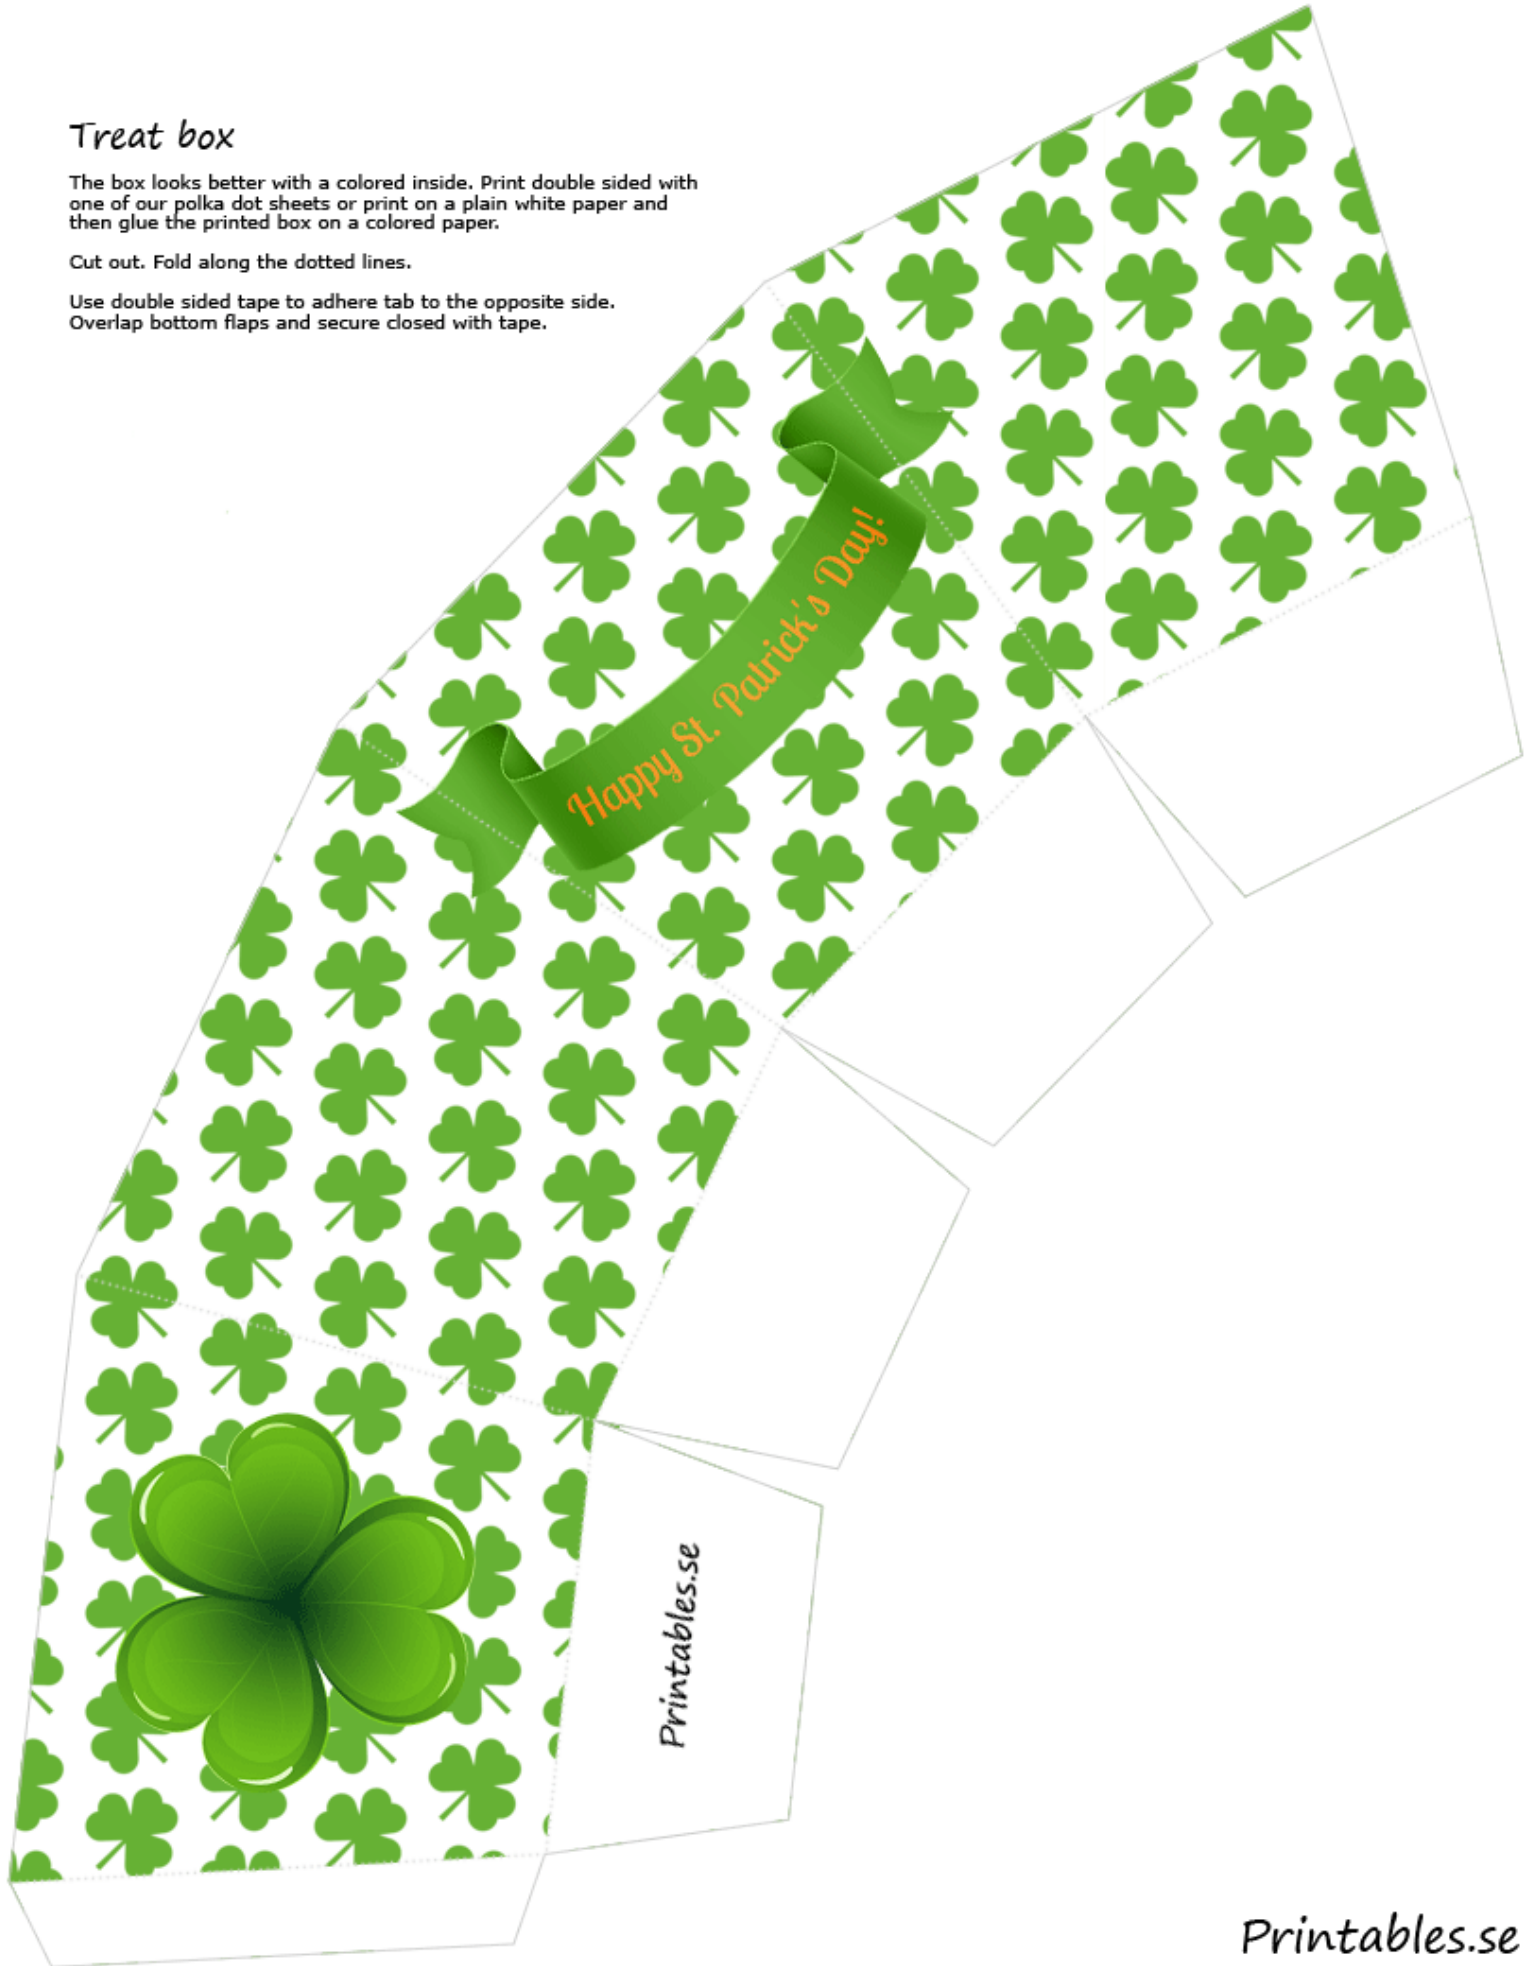 Treat box
The box looks better with a colored inside. Print double sided with
one of our polka dot sheets or print on a plain white paper and
then glue the printed box on a colored paper.
Cut out. Fold along the dotted lines.
Use double sided tape to adhere tab to the opposite side.
Overlap bottom flaps and secure closed with tape.
Happy St. Patrick's Day!
Printables.se
Printables.se